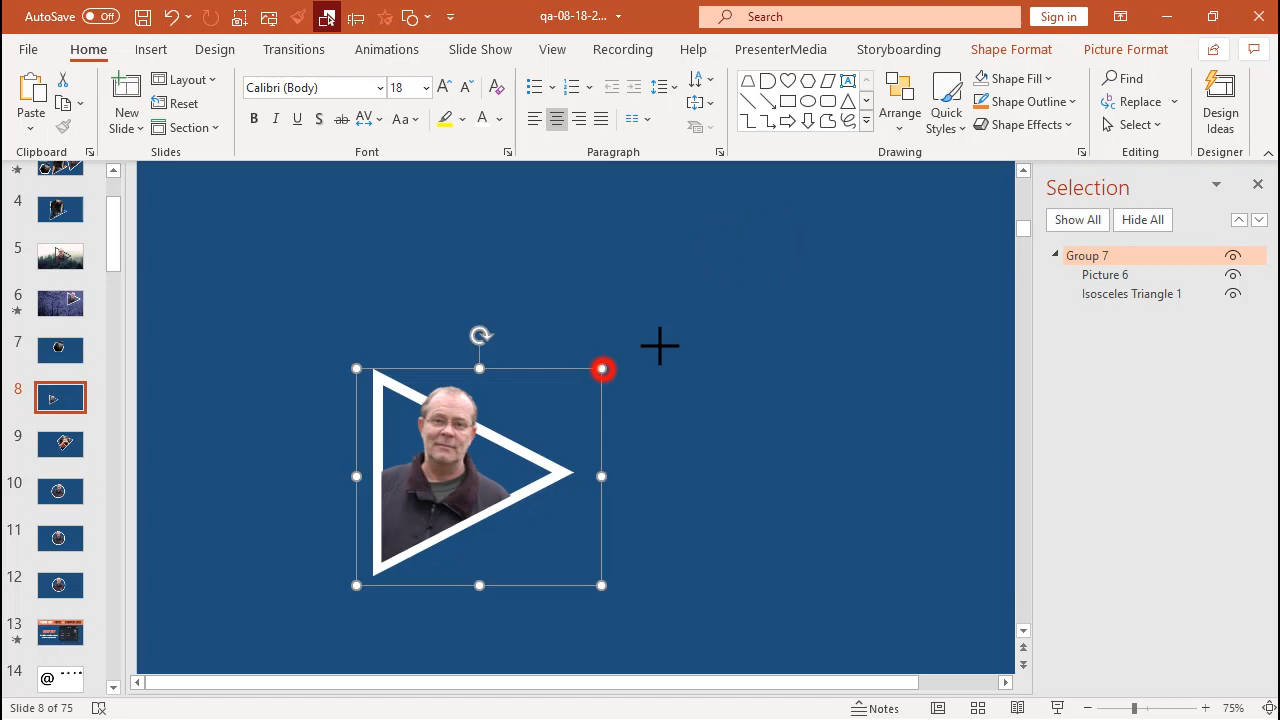 AutoSave Off qa-08-18-2... Search Sign in
File Home Insert Design Transitions Animations Slide Show View Recording Help PresenterMedia Storyboarding Shape Format Picture Format
Paste New Slide Layout Reset Section Calibri (Body) 18 Arrange Quick Styles Shape Fill Shape Outline Shape Effects Find Replace Select Design Ideas
B I U S ab AV Aa A
Clipboard Slides Font Paragraph Drawing Editing Designer
Selection
Show All Hide All
Group 7
Picture 6
Isosceles Triangle 1
4
5
6
7
8
9
10
11
12
13
14
@
Slide 8 of 75 Notes 75%